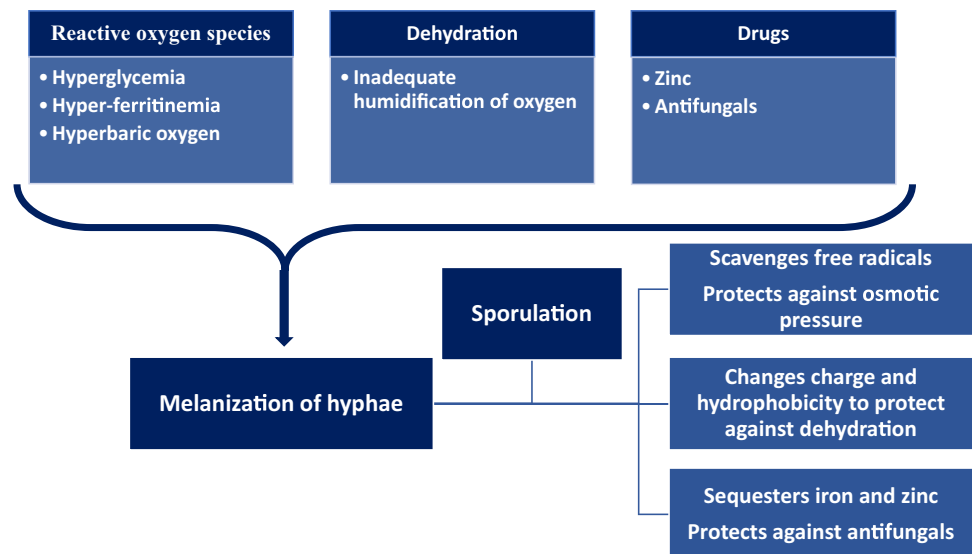 Reactive oxygen species
• Hyperglycemia
• Hyper-ferritinemia
• Hyperbaric oxygen
Dehydration
• Inadequate
humidification of oxygen
Drugs
• Zinc
• Antifungals
Melanization of hyphae
Sporulation
Scavenges free radicals
Protects against osmotic
pressure
Changes charge and
hydrophobicity to protect
against dehydration
Sequesters iron and zinc
Protects against antifungals